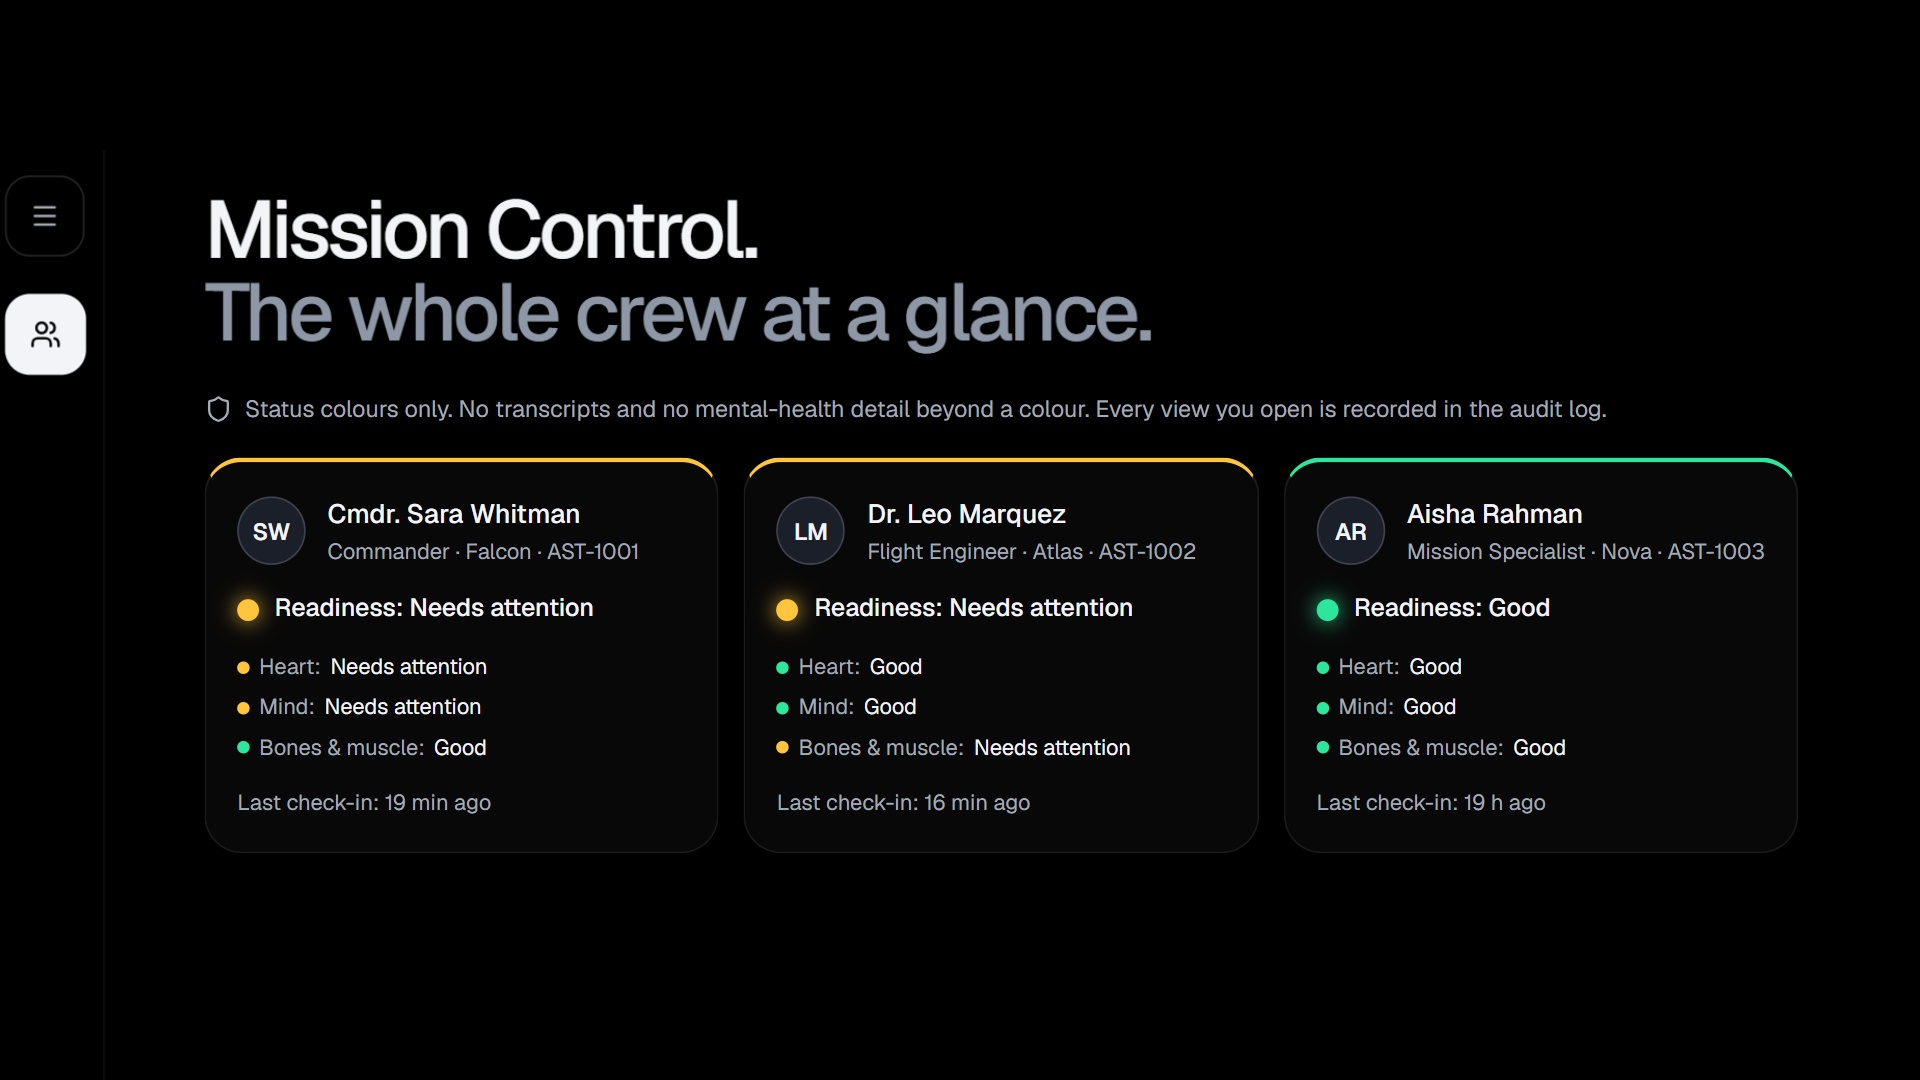 Mission Control.
The whole crew at a glance.
Status colours only. No transcripts and no mental-health detail beyond a colour. Every view you open is recorded in the audit log.
SW
Cmdr. Sara Whitman
Commander · Falcon · AST-1001
Readiness: Needs attention
Heart: Needs attention
Mind: Needs attention
Bones & muscle: Good
Last check-in: 19 min ago
LM
Dr. Leo Marquez
Flight Engineer · Atlas · AST-1002
Readiness: Needs attention
Heart: Good
Mind: Good
Bones & muscle: Needs attention
Last check-in: 16 min ago
AR
Aisha Rahman
Mission Specialist · Nova · AST-1003
Readiness: Good
Heart: Good
Mind: Good
Bones & muscle: Good
Last check-in: 19 h ago